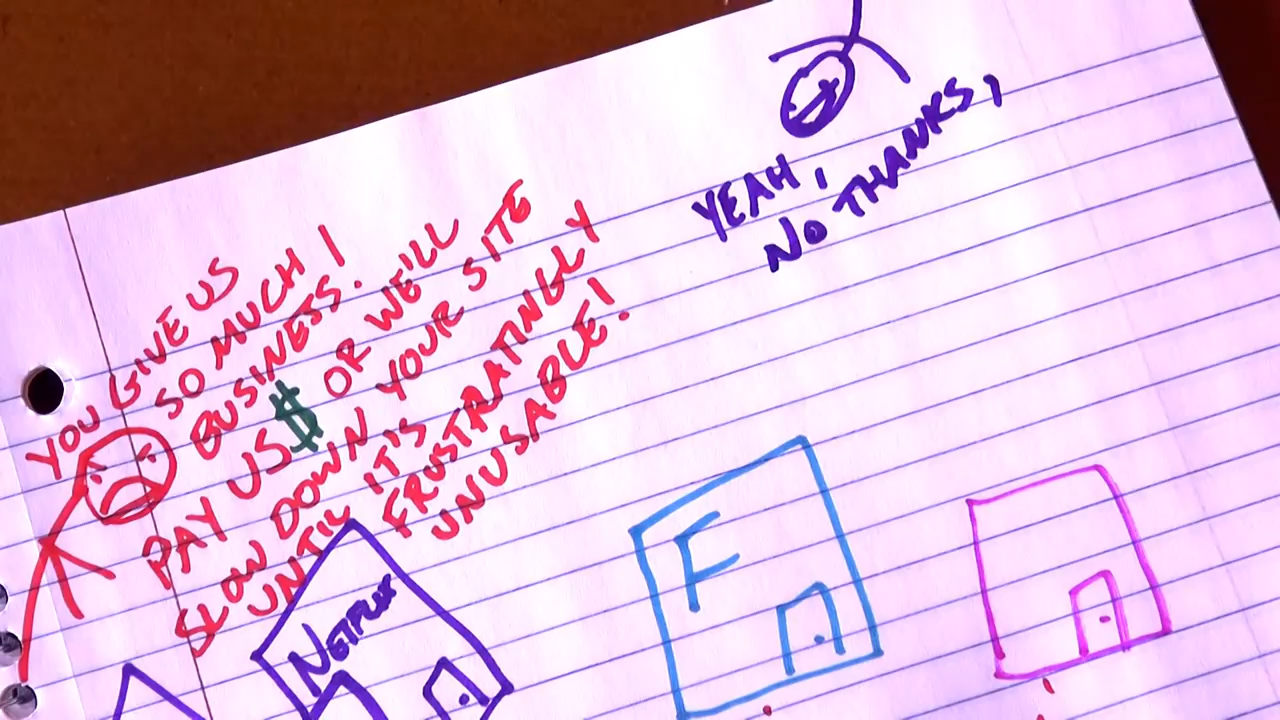 YOU GIVE US
SO MUCH!
BUSINESS.
PAY US $ OR WE'LL
SLOW DOWN YOUR SITE
UNTIL IT'S
FRUSTRATINGLY
UNUSABLE!
YEAH,
NO THANKS,
NETFLIX
F